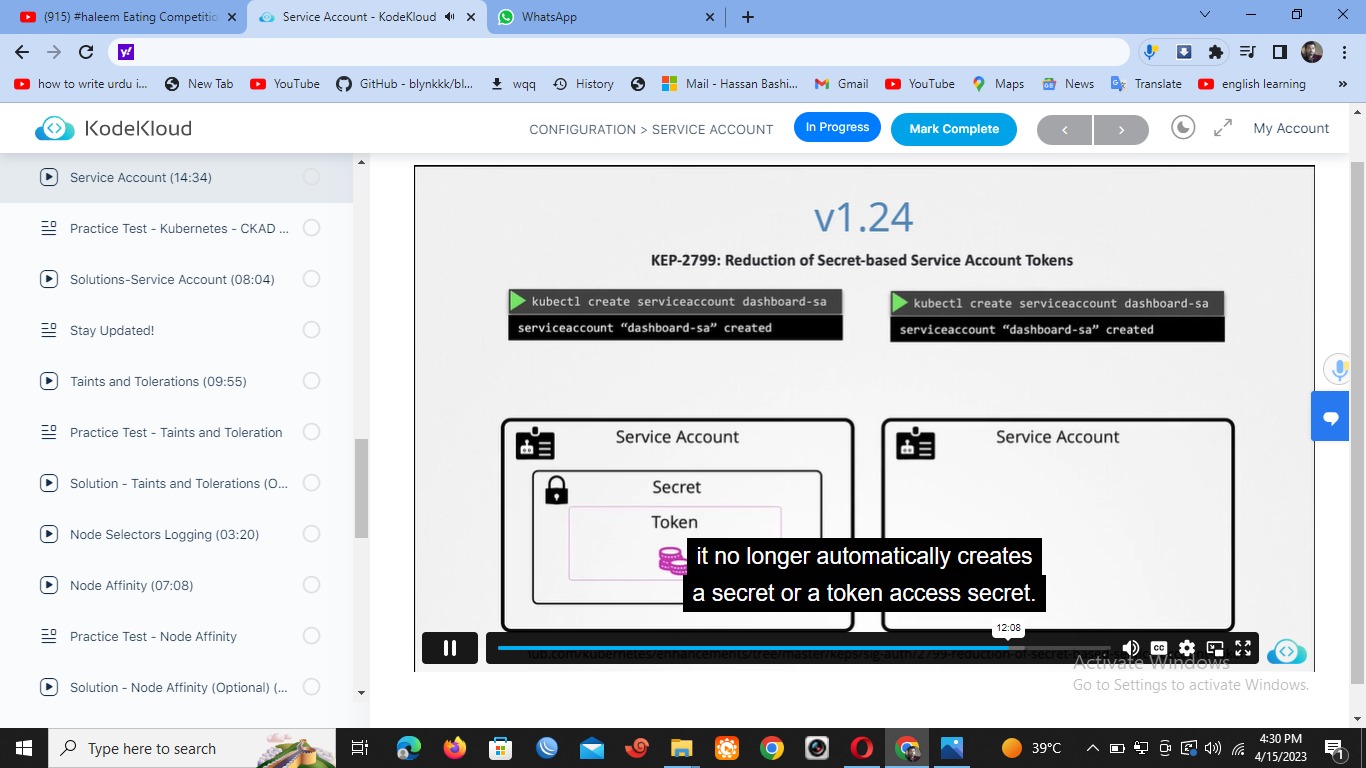 (915) #haleem Eating Competitio
Service Account - KodeKloud
WhatsApp
how to write urdu i...
New Tab
YouTube
GitHub - blynkkk/bl...
wqq
History
Mail - Hassan Bashi...
Gmail
YouTube
Maps
News
Translate
english learning
»
KodeKloud
CONFIGURATION > SERVICE ACCOUNT
In Progress
Mark Complete
My Account
Service Account (14:34)
Practice Test - Kubernetes - CKAD ...
Solutions-Service Account (08:04)
Stay Updated!
Taints and Tolerations (09:55)
Practice Test - Taints and Toleration
Solution - Taints and Tolerations (O...
Node Selectors Logging (03:20)
Node Affinity (07:08)
Practice Test - Node Affinity
Solution - Node Affinity (Optional) (...
v1.24
KEP-2799: Reduction of Secret-based Service Account Tokens
kubectl create serviceaccount dashboard-sa
serviceaccount “dashboard-sa” created
kubectl create serviceaccount dashboard-sa
serviceaccount “dashboard-sa” created
Service Account
Secret
Token
Service Account
it no longer automatically creates
a secret or a token access secret.
12:08
CC
Activate Windows
Go to Settings to activate Windows.
Type here to search
39°C
4:30 PM
4/15/2023
1